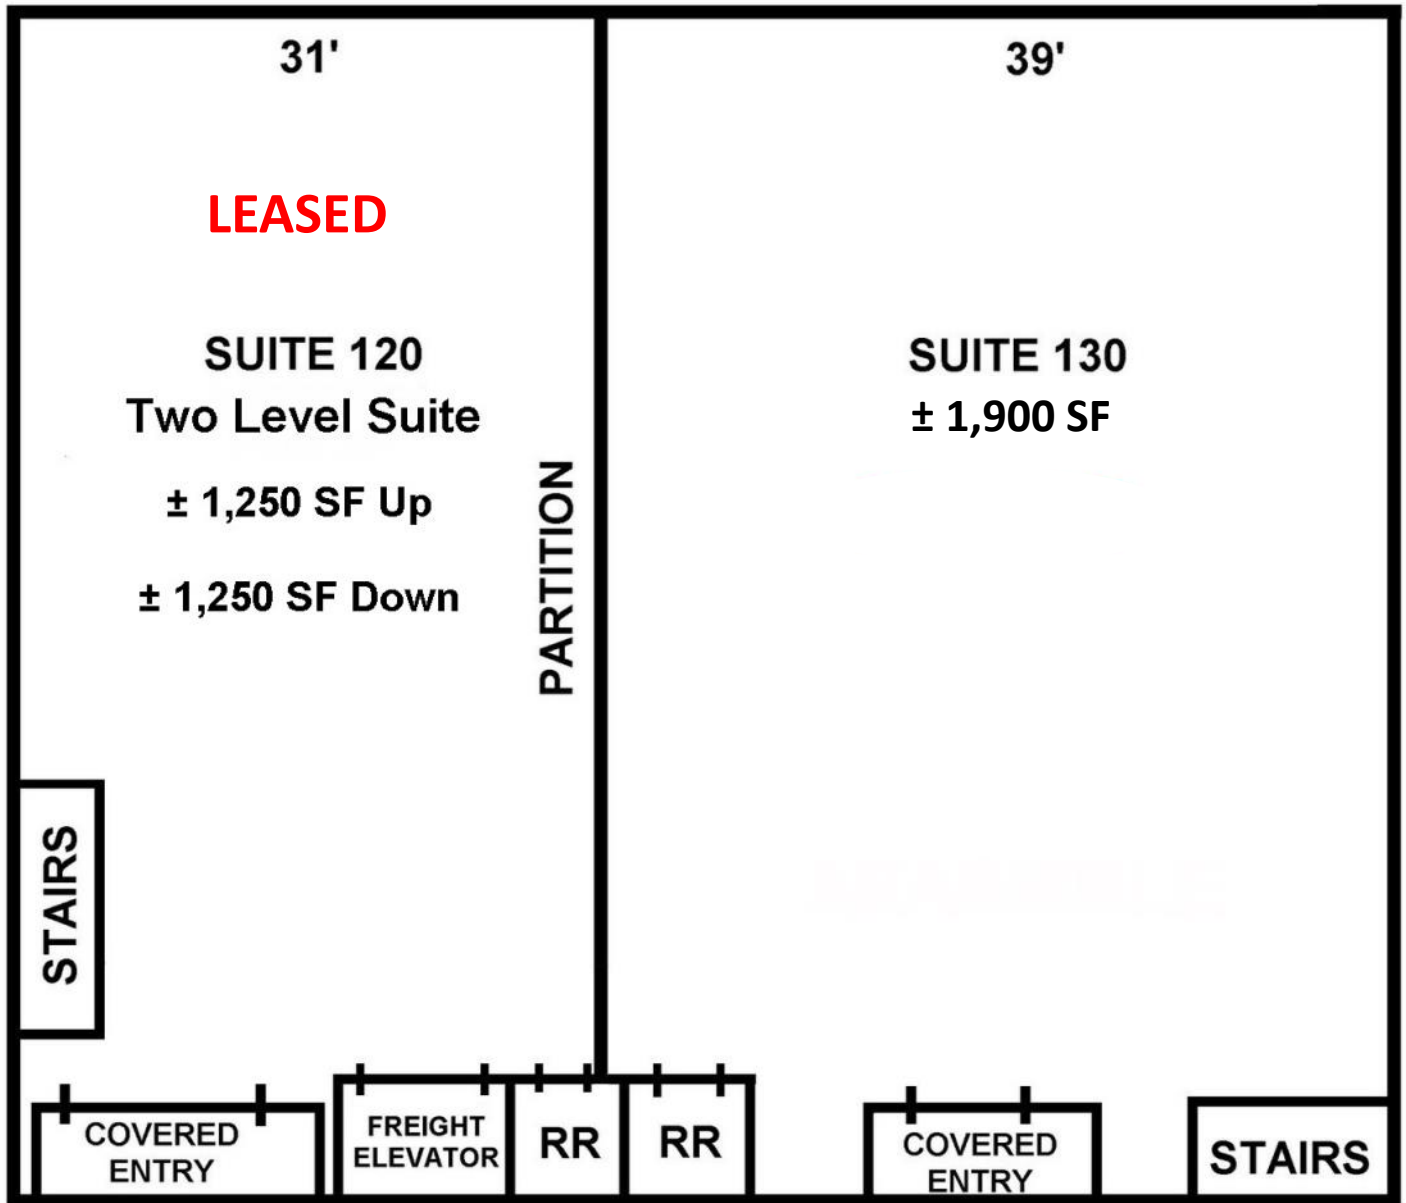 31'
39'
LEASED
SUITE 120
Two Level Suite
± 1,250 SF Up
± 1,250 SF Down
PARTITION
SUITE 130
± 1,900 SF
STAIRS
COVERED
ENTRY
FREIGHT
ELEVATOR
RR
RR
COVERED
ENTRY
STAIRS